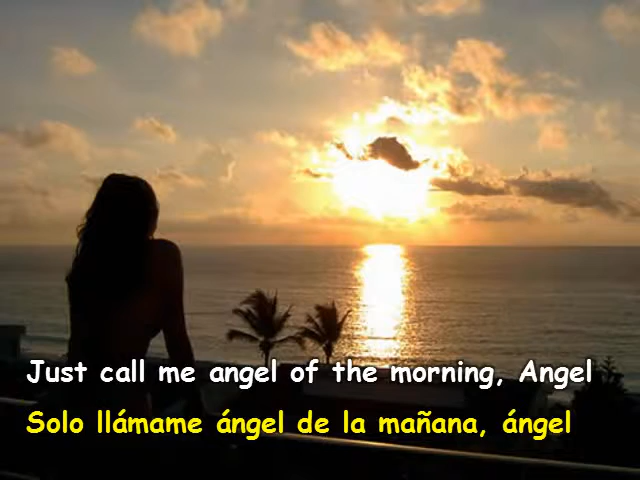 Just call me angel of the morning, Angel
Solo llámame ángel de la mañana, ángel